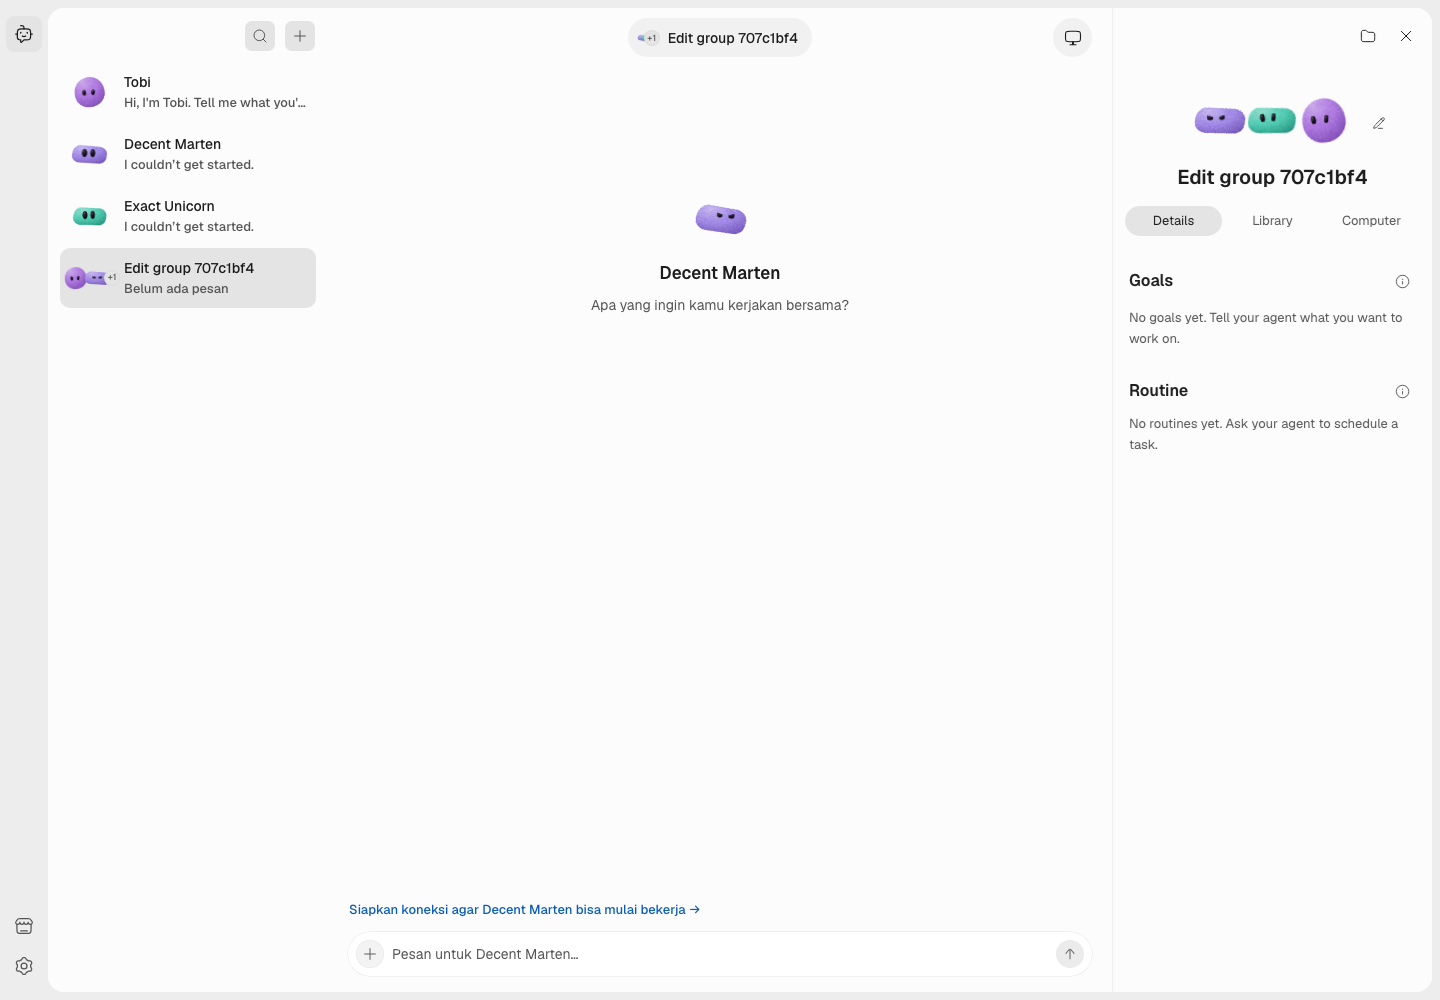 Tobi
Hi, I'm Tobi. Tell me what you'...
Decent Marten
I couldn't get started.
Exact Unicorn
I couldn't get started.
+1
Edit group 707c1bf4
Belum ada pesan
+1
Edit group 707c1bf4
Decent Marten
Apa yang ingin kamu kerjakan bersama?
Siapkan koneksi agar Decent Marten bisa mulai bekerja →
Pesan untuk Decent Marten...
Edit group 707c1bf4
Details
Library
Computer
Goals
No goals yet. Tell your agent what you want to
work on.
Routine
No routines yet. Ask your agent to schedule a
task.